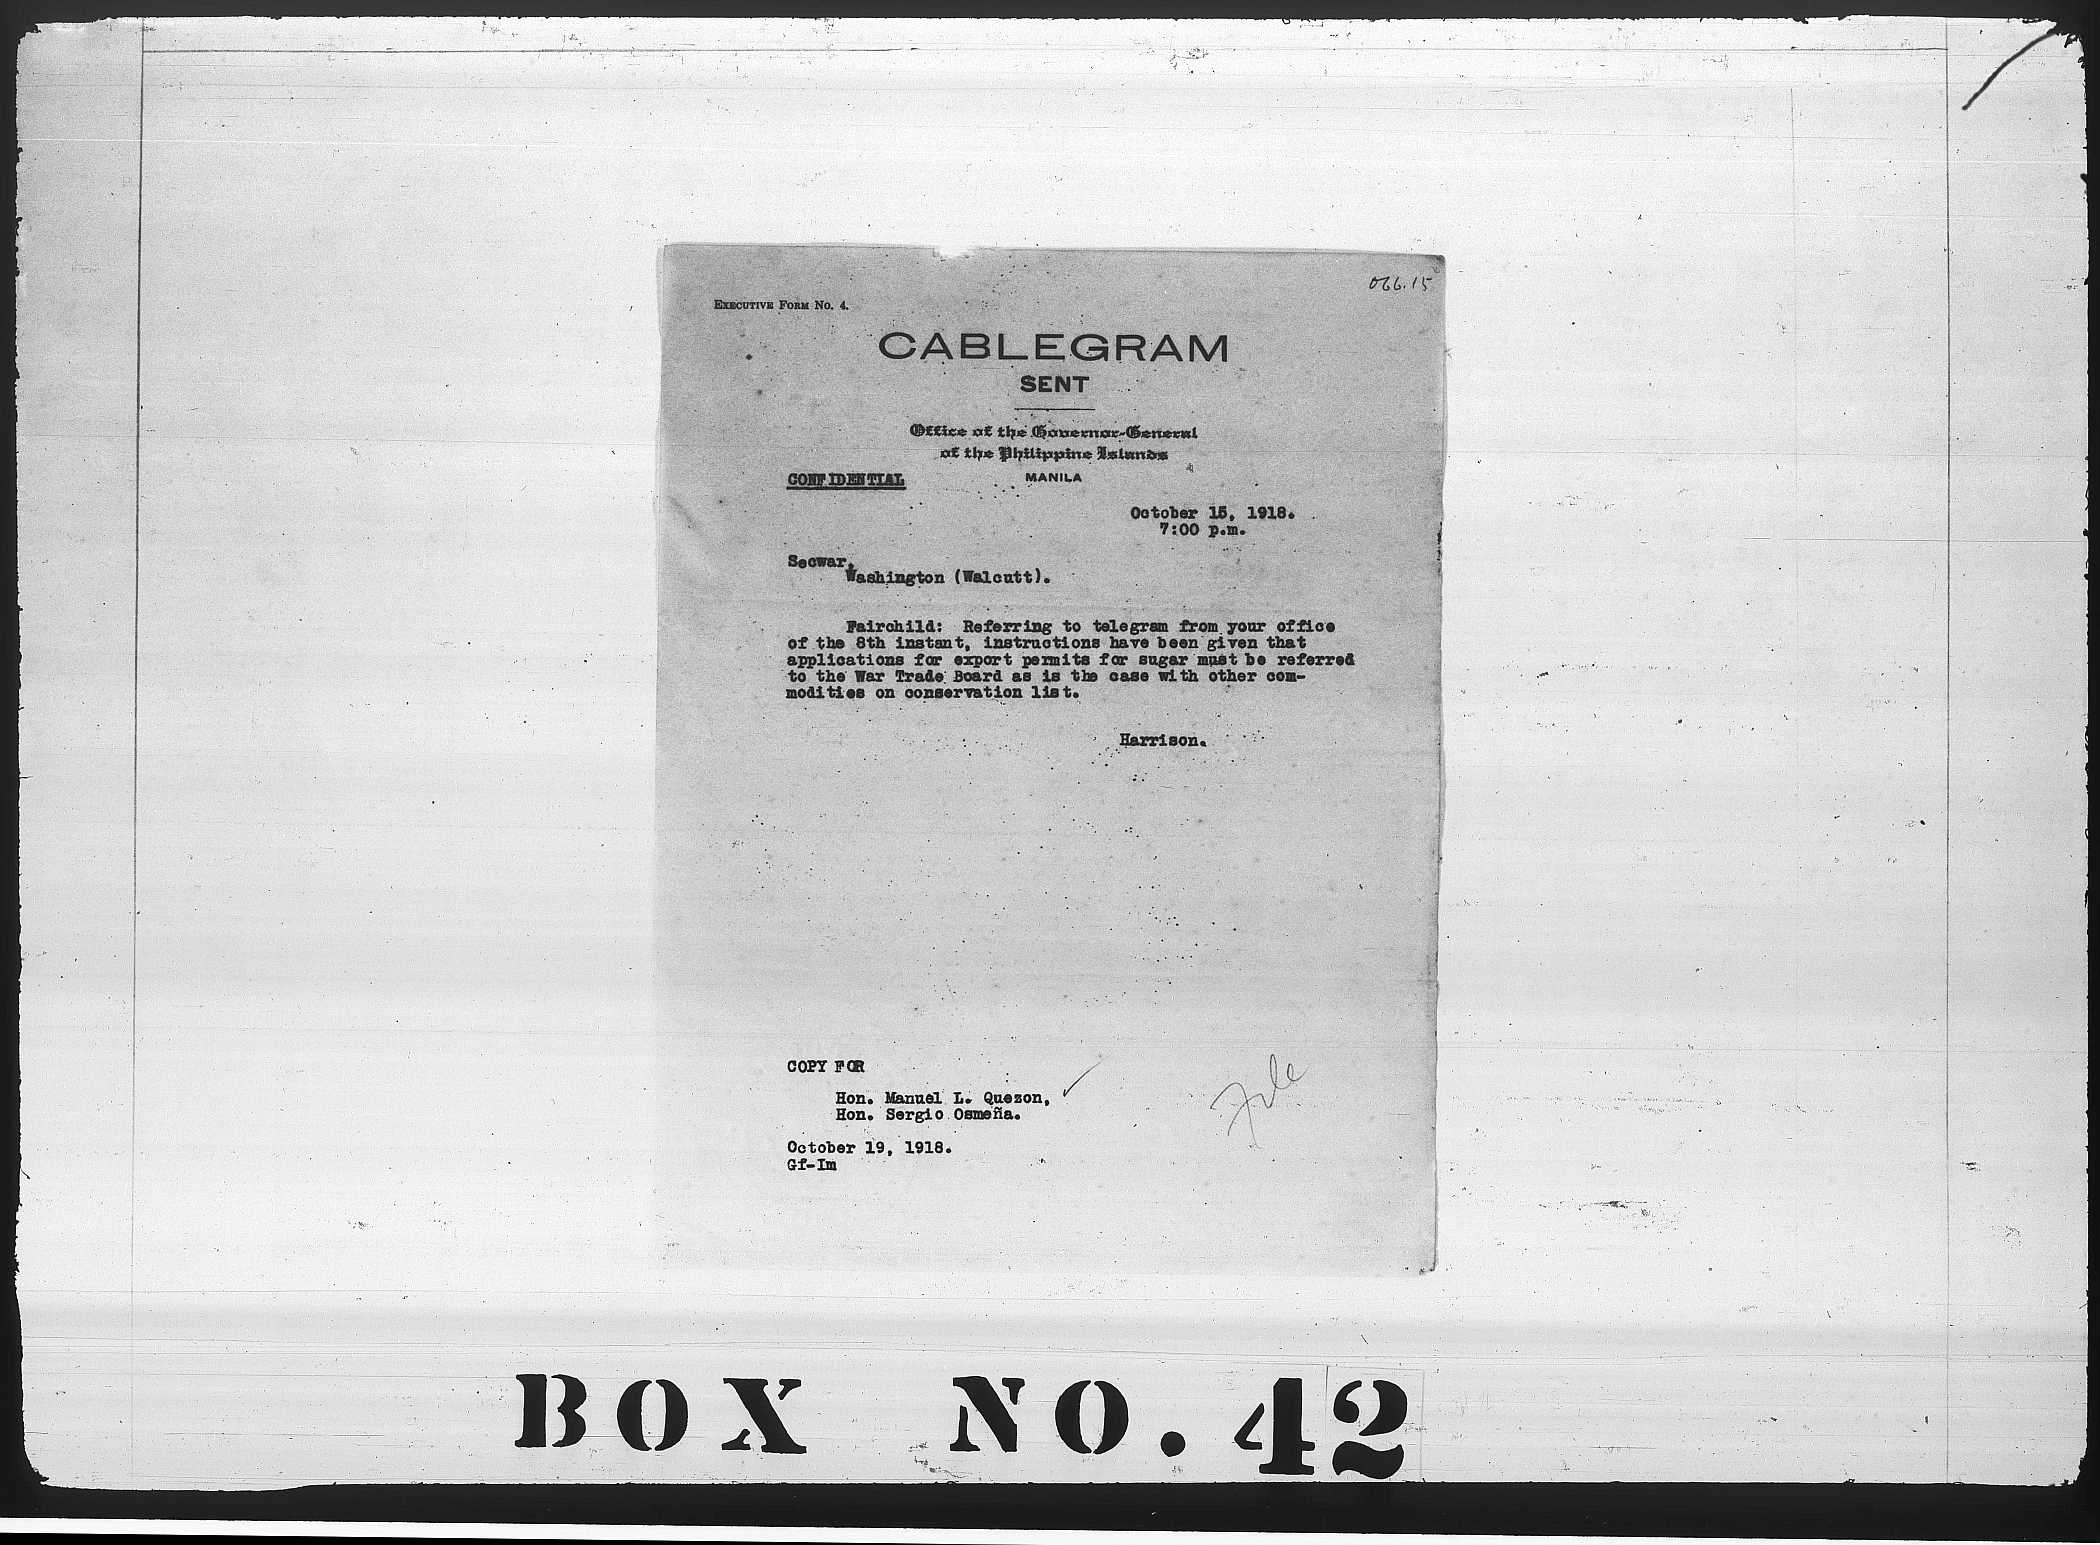 066.15
EXECUTIVE FORM NO. 4.
CABLEGRAM
SENT
Office of the Governor-General
of the Philippine Islands
MANILA
CONFIDENTIAL
October 15, 1918.
7:00 p.m.
Secwar,
Washington (Walcutt).
Fairchild: Referring to telegram from your office
of the 8th instant, instructions have been given that
applications for export permits for sugar must be referred
to the War Trade Board as is the case with other com-
modities on conservation list.
Harrison.
COPY FOR
Hon. Manuel L. Quezon,
Hon. Sergio Osmeña.
File
October 19, 1918.
Gf-Im
BOX NO. 42